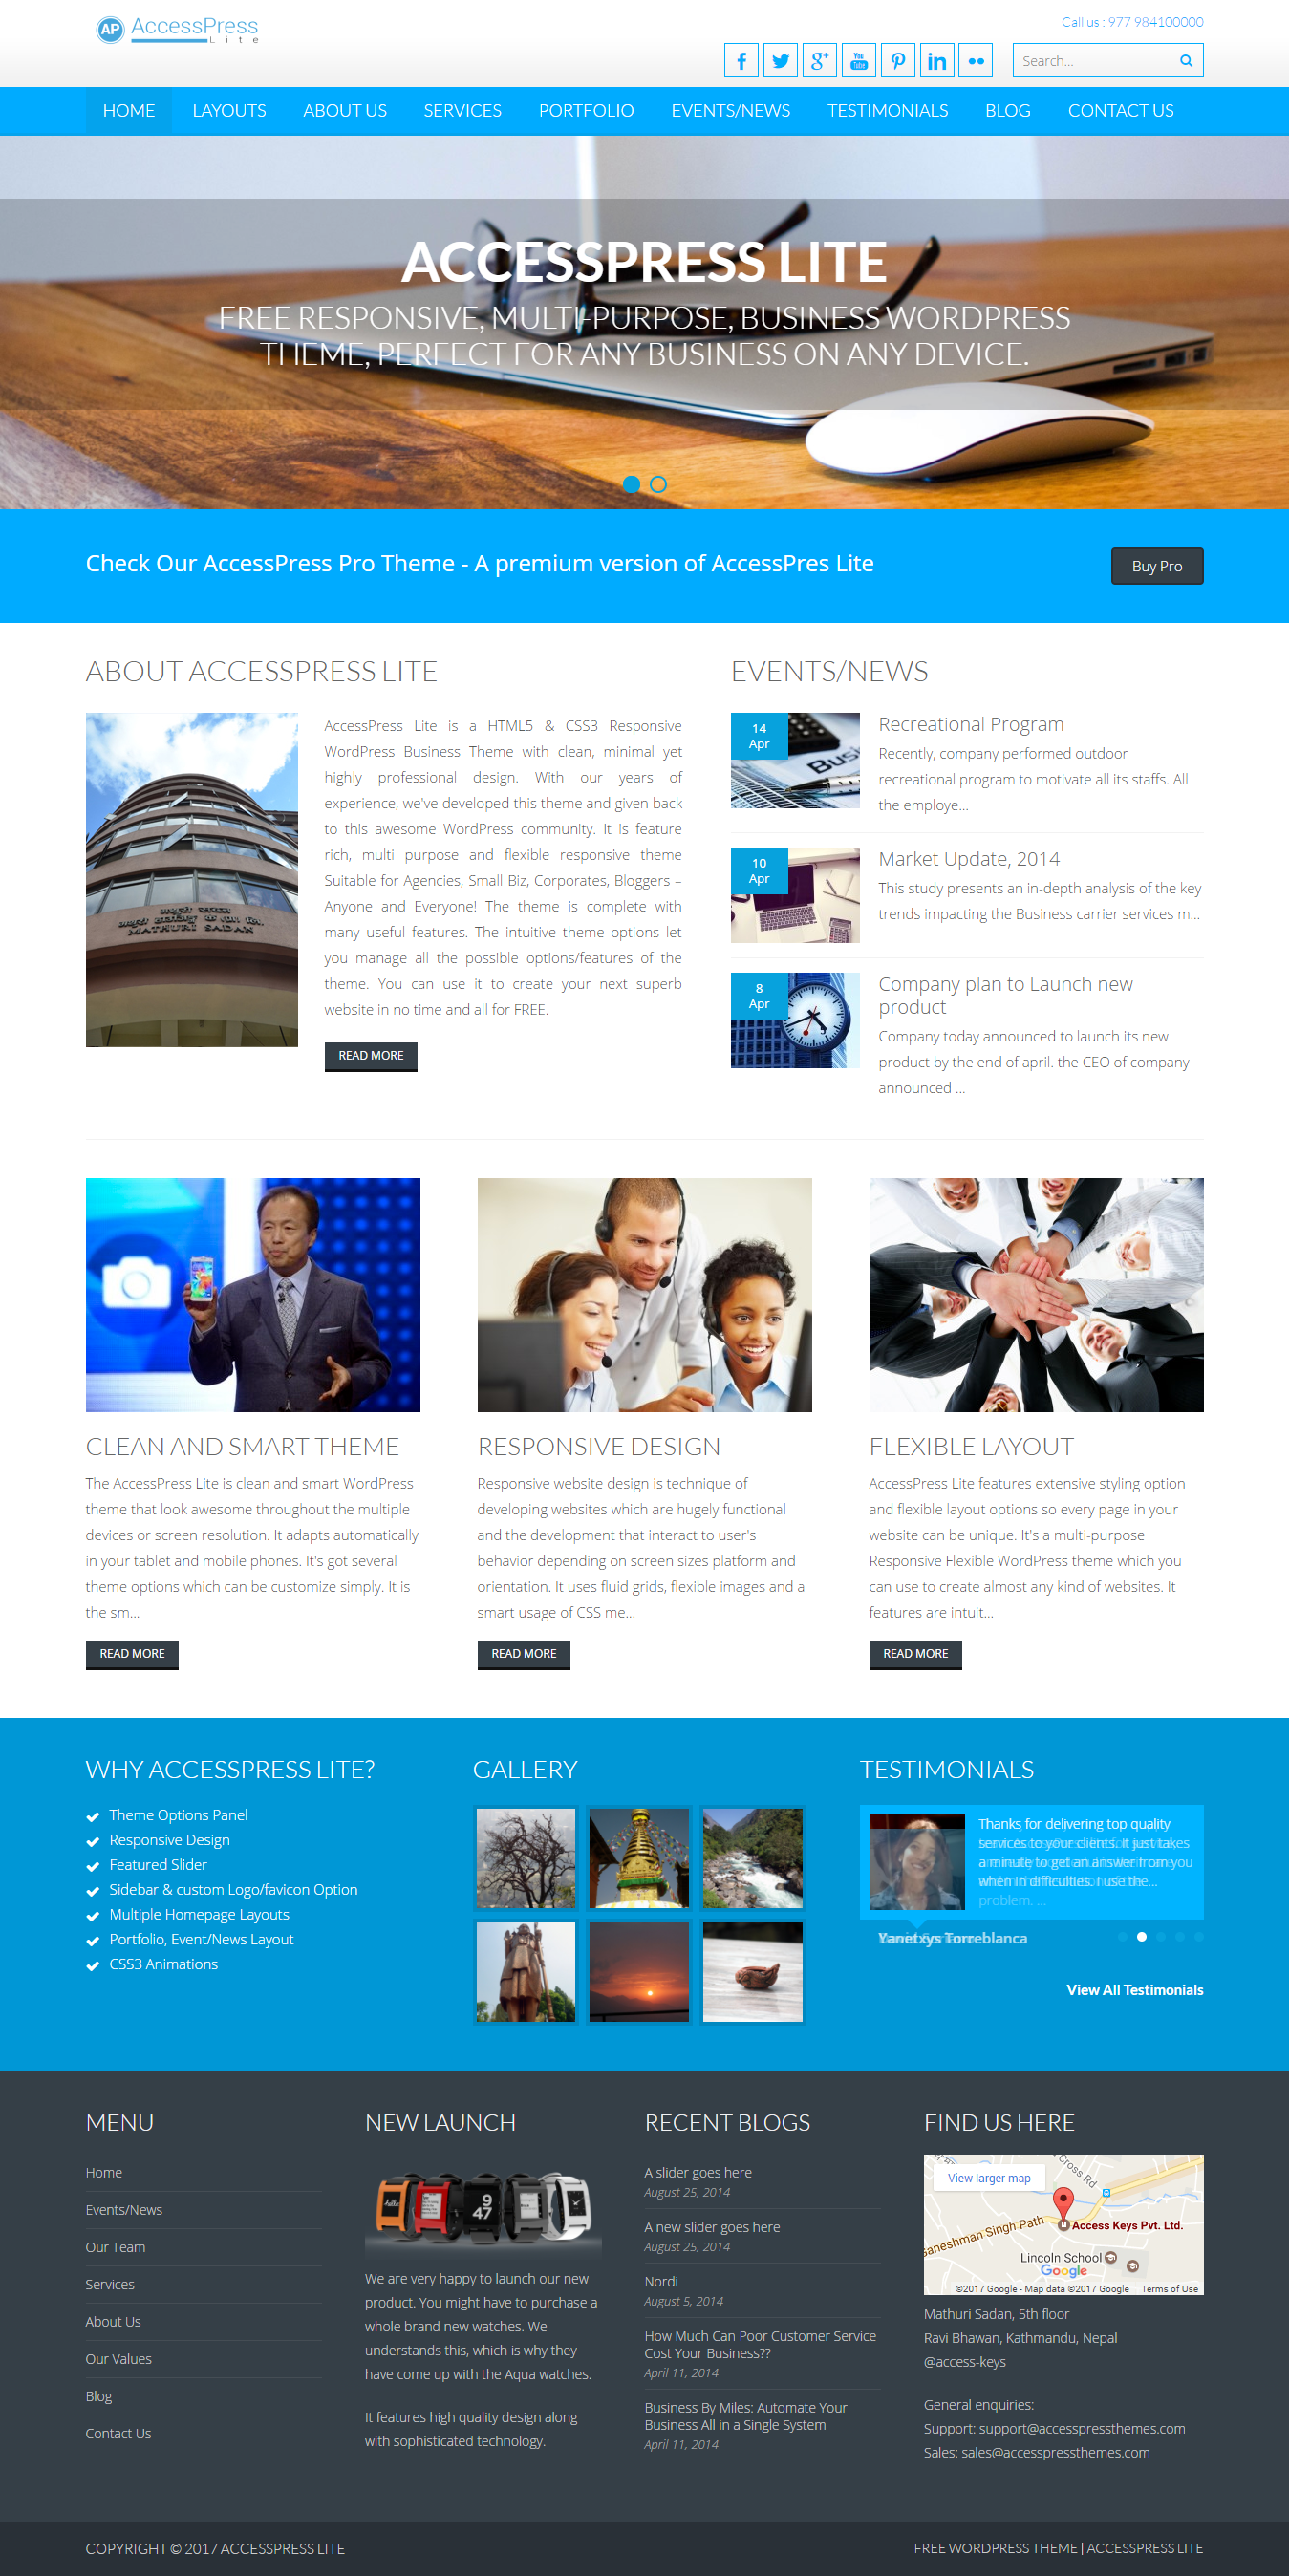 AP AccessPress
Lite
Call us : 977 984100000
Search...
HOME LAYOUTS ABOUT US SERVICES PORTFOLIO EVENTS/NEWS TESTIMONIALS BLOG CONTACT US
ACCESSPRESS LITE
FREE RESPONSIVE, MULTI-PURPOSE, BUSINESS WORDPRESS
THEME, PERFECT FOR ANY BUSINESS ON ANY DEVICE.
Check Our AccessPress Pro Theme - A premium version of AccessPres Lite
Buy Pro
ABOUT ACCESSPRESS LITE
MATHURI SADAN
AccessPress Lite is a HTML5 & CSS3 Responsive
WordPress Business Theme with clean, minimal yet
highly professional design. With our years of
experience, we've developed this theme and given back
to this awesome WordPress community. It is feature
rich, multi purpose and flexible responsive theme
Suitable for Agencies, Small Biz, Corporates, Bloggers –
Anyone and Everyone! The theme is complete with
many useful features. The intuitive theme options let
you manage all the possible options/features of the
theme. You can use it to create your next superb
website in no time and all for FREE.
READ MORE
EVENTS/NEWS
14
Apr
Recreational Program
Recently, company performed outdoor
recreational program to motivate all its staffs. All
the employe...
10
Apr
Market Update, 2014
This study presents an in-depth analysis of the key
trends impacting the Business carrier services m...
8
Apr
Company plan to Launch new
product
Company today announced to launch its new
product by the end of april. the CEO of company
announced ...
CLEAN AND SMART THEME
The AccessPress Lite is clean and smart WordPress
theme that look awesome throughout the multiple
devices or screen resolution. It adapts automatically
in your tablet and mobile phones. It's got several
theme options which can be customize simply. It is
the sm...
READ MORE
RESPONSIVE DESIGN
Responsive website design is technique of
developing websites which are hugely functional
and the development that interact to user's
behavior depending on screen sizes platform and
orientation. It uses fluid grids, flexible images and a
smart usage of CSS me...
READ MORE
FLEXIBLE LAYOUT
AccessPress Lite features extensive styling option
and flexible layout options so every page in your
website can be unique. It's a multi-purpose
Responsive Flexible WordPress theme which you
can use to create almost any kind of websites. It
features are intuit...
READ MORE
WHY ACCESSPRESS LITE?
Theme Options Panel
Responsive Design
Featured Slider
Sidebar & custom Logo/favicon Option
Multiple Homepage Layouts
Portfolio, Event/News Layout
CSS3 Animations
GALLERY
TESTIMONIALS
Thanks for delivering top quality
services to your clients. it just takes
a minute to get an answer from you
when in difficulties. I use the...
problem. ...
Yanetxys Torreblanca
View All Testimonials
MENU
Home
Events/News
Our Team
Services
About Us
Our Values
Blog
Contact Us
NEW LAUNCH
9
47
We are very happy to launch our new
product. You might have to purchase a
whole brand new watches. We
understands this, which is why they
have come up with the Aqua watches.
It features high quality design along
with sophisticated technology.
RECENT BLOGS
A slider goes here
August 25, 2014
A new slider goes here
August 25, 2014
Nordi
August 5, 2014
How Much Can Poor Customer Service
Cost Your Business??
April 11, 2014
Business By Miles: Automate Your
Business All in a Single System
April 11, 2014
FIND US HERE
View larger map
Cross Rd
Ganeshman Singh Path
Access Keys Pvt. Ltd.
Lincoln School
Google
©2017 Google - Map data ©2017 Google Terms of Use
Mathuri Sadan, 5th floor
Ravi Bhawan, Kathmandu, Nepal
@access-keys
General enquiries:
Support: support@accesspressthemes.com
Sales: sales@accesspressthemes.com
COPYRIGHT © 2017 ACCESSPRESS LITE
FREE WORDPRESS THEME | ACCESSPRESS LITE